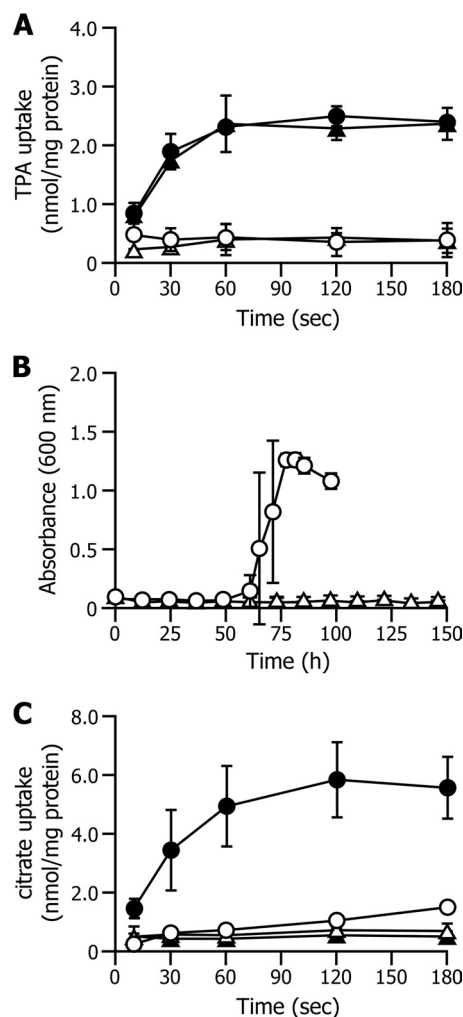 A
TPA uptake
(nmol/mg protein)
4.0
3.0
2.0
1.0
0
0 30 60 90 120 150 180
Time (sec)
B
Absorbance (600 nm)
2.0
1.5
1.0
0.5
0
0 25 50 75 100 125 150
Time (h)
C
citrate uptake
(nmol/mg protein)
8.0
6.0
4.0
2.0
0
0 30 60 90 120 150 180
Time (sec)